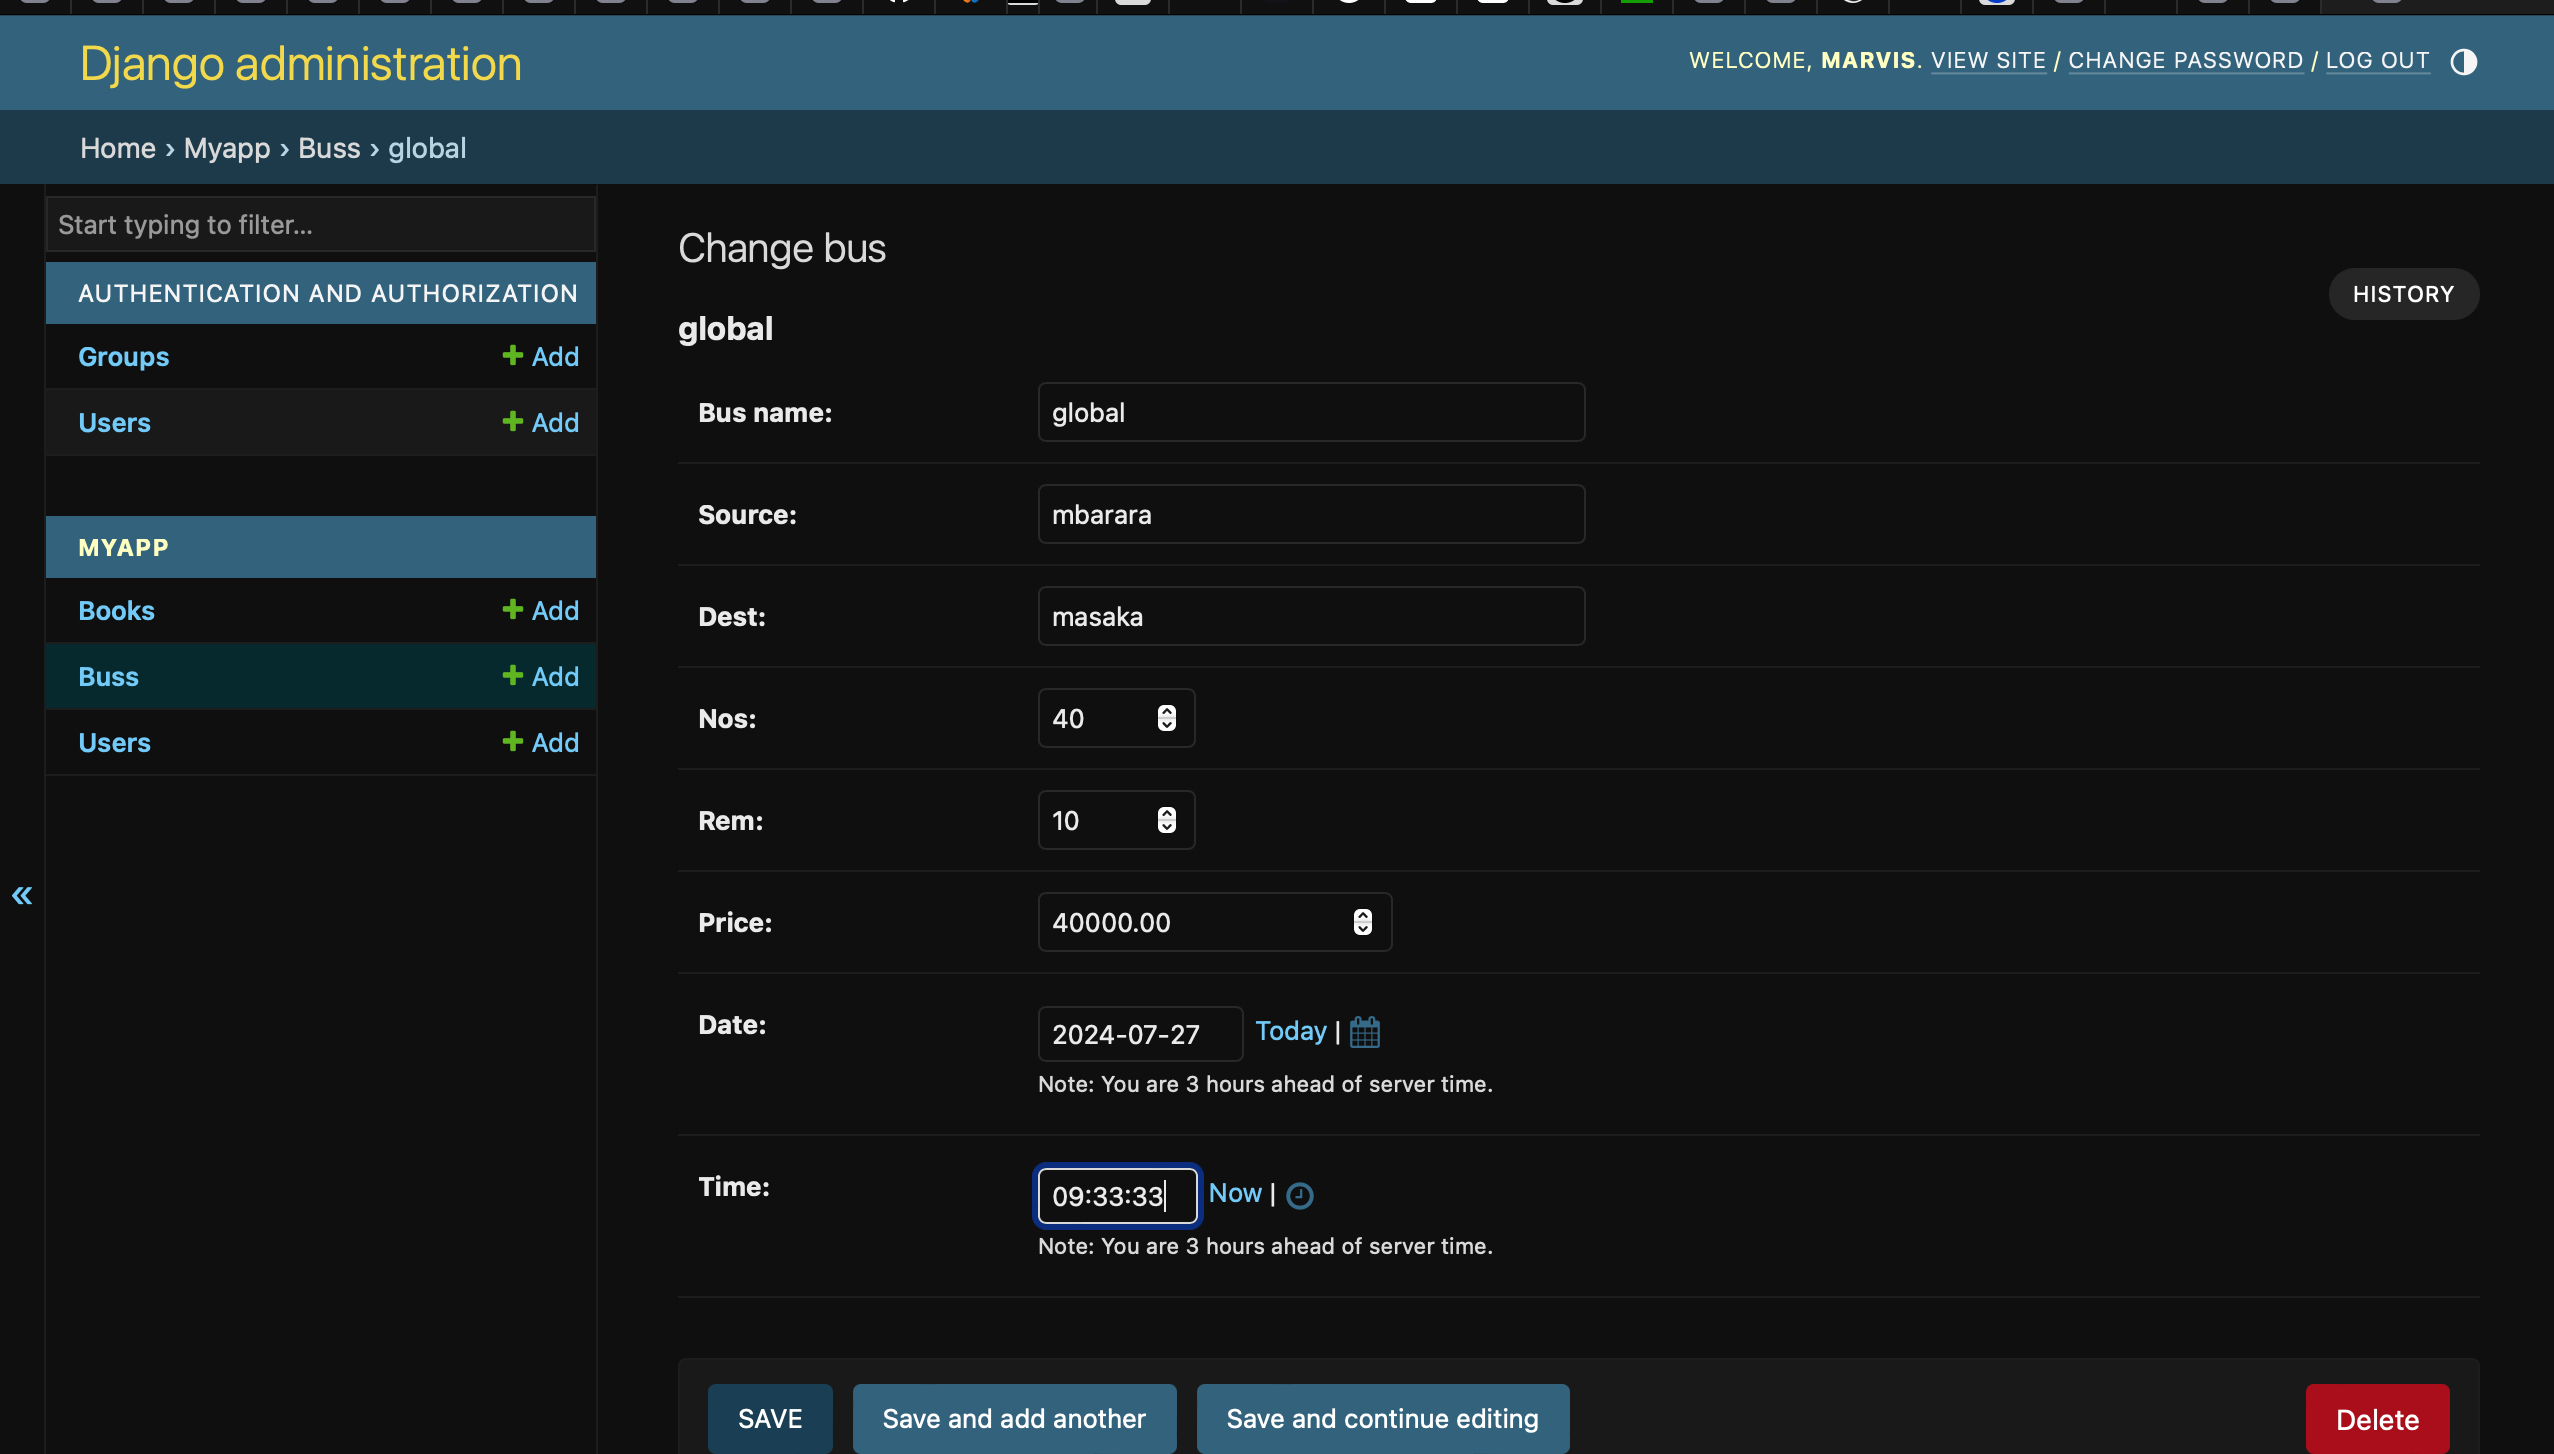 Django administration
WELCOME, MARVIS. VIEW SITE / CHANGE PASSWORD / LOG OUT
Home › Myapp › Buss › global
Start typing to filter...
AUTHENTICATION AND AUTHORIZATION
Groups + Add
Users + Add
MYAPP
Books + Add
Buss + Add
Users + Add
«
Change bus
HISTORY
global
Bus name: global
Source: mbarara
Dest: masaka
Nos: 40
Rem: 10
Price: 40000.00
Date: 2024-07-27 Today |
Note: You are 3 hours ahead of server time.
Time: 09:33:33 Now |
Note: You are 3 hours ahead of server time.
SAVE Save and add another Save and continue editing Delete